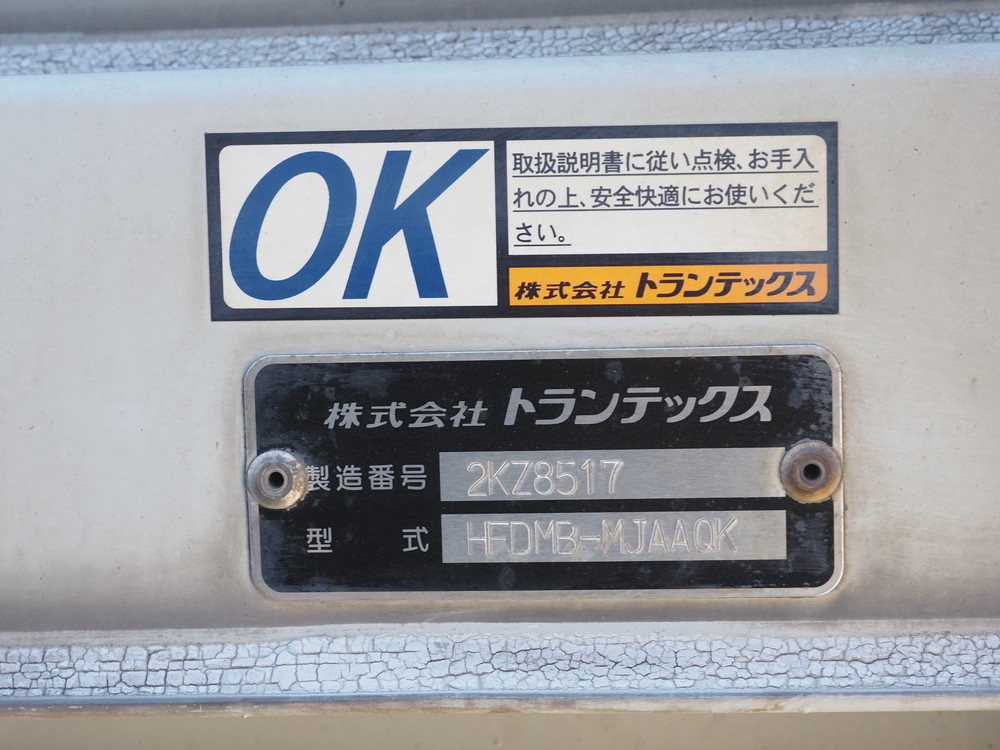 OK
取扱説明書に従い点検、お手入
れの上、安全快適にお使いくだ
さい。
株式会社 トランテックス
株式会社 トランテックス
製造番号 2KZ8517
型 式 HFDMB-MJAAQK